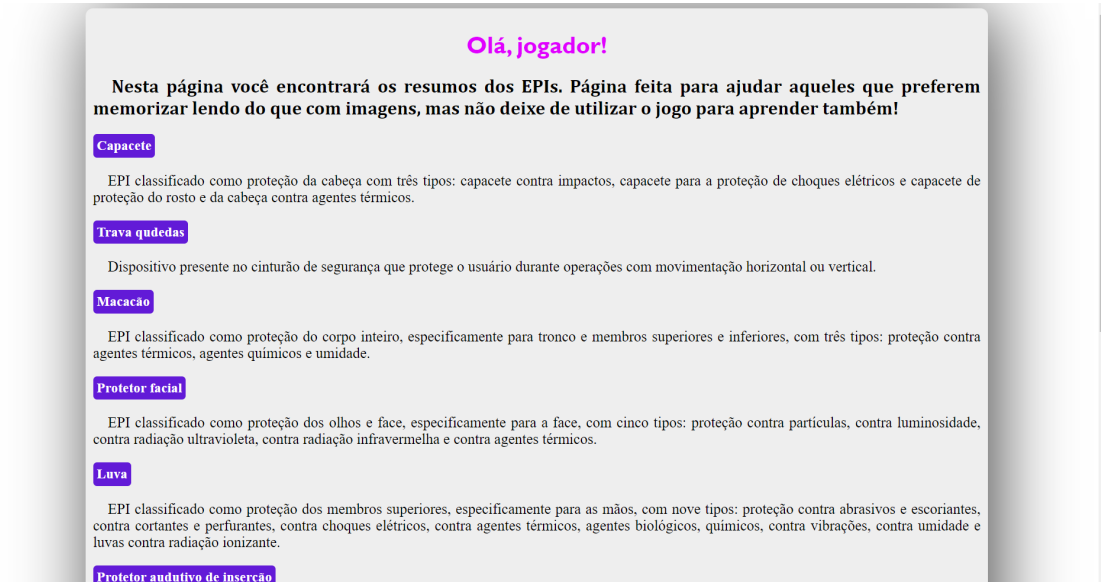 Olá, jogador!
Nesta página você encontrará os resumos dos EPIs. Página feita para ajudar aqueles que preferem
memorizar lendo do que com imagens, mas não deixe de utilizar o jogo para aprender também!
Capacete
EPI classificado como proteção da cabeça com três tipos: capacete contra impactos, capacete para a proteção de choques elétricos e capacete de
proteção do rosto e da cabeça contra agentes térmicos.
Trava qudedas
Dispositivo presente no cinturão de segurança que protege o usuário durante operações com movimentação horizontal ou vertical.
Macacão
EPI classificado como proteção do corpo inteiro, especificamente para tronco e membros superiores e inferiores, com três tipos: proteção contra
agentes térmicos, agentes químicos e umidade.
Protetor facial
EPI classificado como proteção dos olhos e face, especificamente para a face, com cinco tipos: proteção contra partículas, contra luminosidade,
contra radiação ultravioleta, contra radiação infravermelha e contra agentes térmicos.
Luva
EPI classificado como proteção dos membros superiores, especificamente para as mãos, com nove tipos: proteção contra abrasivos e escoriantes,
contra cortantes e perfurantes, contra choques elétricos, contra agentes térmicos, agentes biológicos, químicos, contra vibrações, contra umidade e
luvas contra radiação ionizante.
Protetor audutivo de inserção